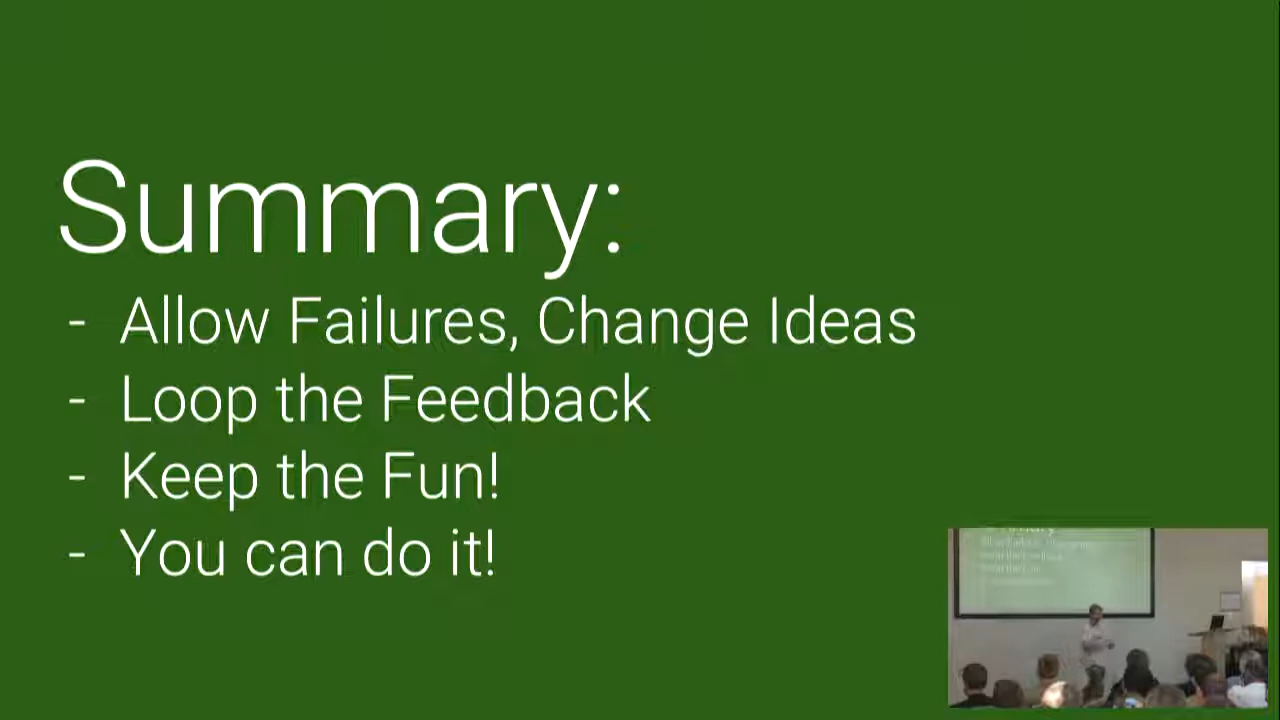 Summary:
- Allow Failures, Change Ideas
- Loop the Feedback
- Keep the Fun!
- You can do it!